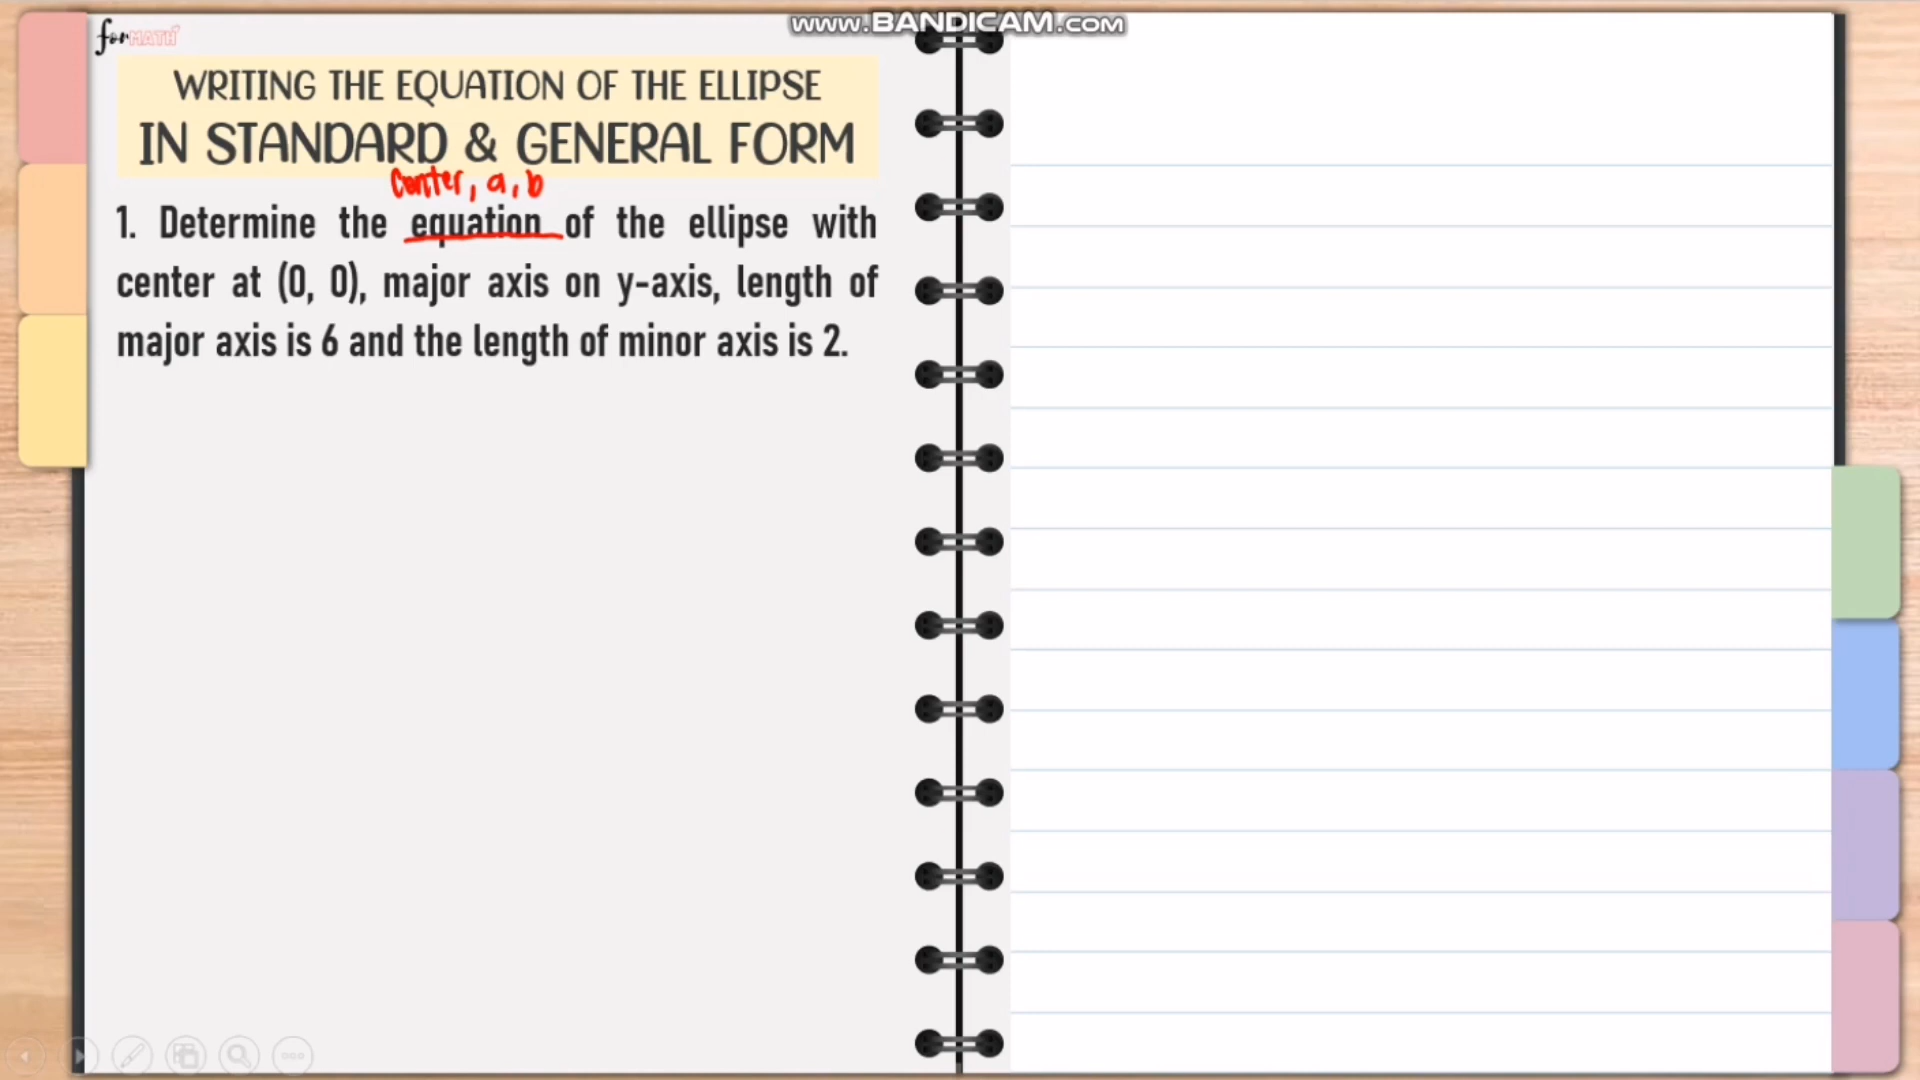 www.BANDICAM.com
forMATH
WRITING THE EQUATION OF THE ELLIPSE
IN STANDARD & GENERAL FORM
Center, a, b
1. Determine the equation of the ellipse with
center at (0, 0), major axis on y-axis, length of
major axis is 6 and the length of minor axis is 2.